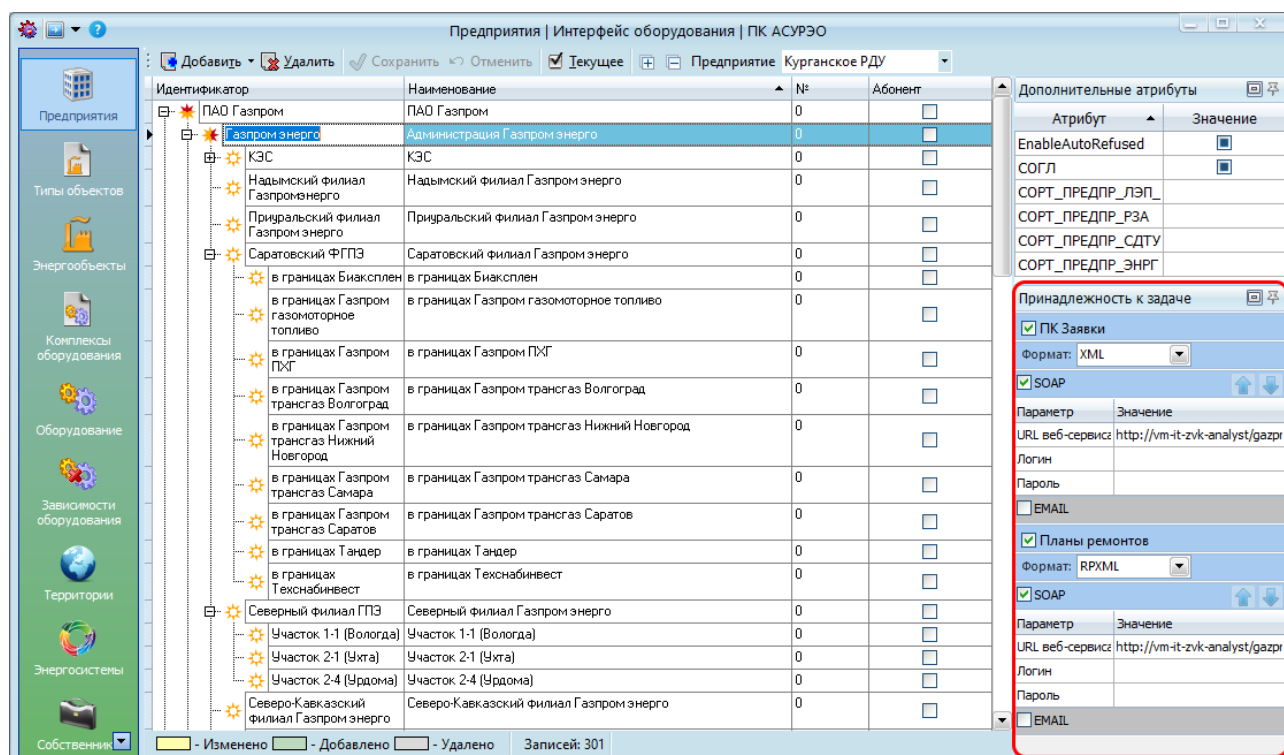 Предприятия | Интерфейс оборудования | ПК АСУРЭО
Добавить Удалить Сохранить Отменить Текущее Предприятие Курганское РДУ
Предприятия
Типы объектов
Энергообъекты
Комплексы
оборудования
Оборудование
Зависимости
оборудования
Территории
Энергосистемы
Собственник
Идентификатор Наименование № Абонент
ПАО Газпром ПАО Газпром 0
Газпром энерго Администрация Газпром энерго 0
КЭС КЭС 0
Надымский филиал Надымский филиал Газпром энерго 0
Газпромэнерго
Приуральский филиал Приуральский филиал Газпром энерго 0
Газпром энерго
Саратовский ФГПЭ Саратовский филиал Газпром энерго 0
в границах Биаксплен в границах Биаксплен 0
в границах Газпром в границах Газпром газомоторное топливо 0
газомоторное
топливо
в границах Газпром в границах Газпром ПХГ 0
ПХГ
в границах Газпром в границах Газпром трансгаз Волгоград 0
трансгаз Волгоград
в границах Газпром в границах Газпром трансгаз Нижний Новгород 0
трансгаз Нижний
Новгород
в границах Газпром в границах Газпром трансгаз Самара 0
трансгаз Самара
в границах Газпром в границах Газпром трансгаз Саратов 0
трансгаз Саратов
в границах Тандер в границах Тандер 0
в границах в границах Техснабинвест 0
Техснабинвест
Северный филиал ГПЭ Северный филиал Газпром энерго 0
Участок 1-1 (Вологда) Участок 1-1 (Вологда) 0
Участок 2-1 (Ухта) Участок 2-1 (Ухта) 0
Участок 2-4 (Урдома) Участок 2-4 (Урдома) 0
Северо-Кавказский Северо-Кавказский филиал Газпром энерго 0
филиал Газпром энерго
- Изменено - Добавлено - Удалено Записей: 301
Дополнительные атрибуты
Атрибут Значение
EnableAutoRefused
СОГЛ
СОРТ_ПРЕДПР_ЛЭП_
СОРТ_ПРЕДПР_РЗА
СОРТ_ПРЕДПР_СДТУ
СОРТ_ПРЕДПР_ЭНРГ
Принадлежность к задаче
ПК Заявки
Формат: XML
SOAP
Параметр Значение
URL веб-сервиса http://vm-it-zvk-analyst/gazpr
Логин
Пароль
EMAIL
Планы ремонтов
Формат: RPXML
SOAP
Параметр Значение
URL веб-сервиса http://vm-it-zvk-analyst/gazpr
Логин
Пароль
EMAIL